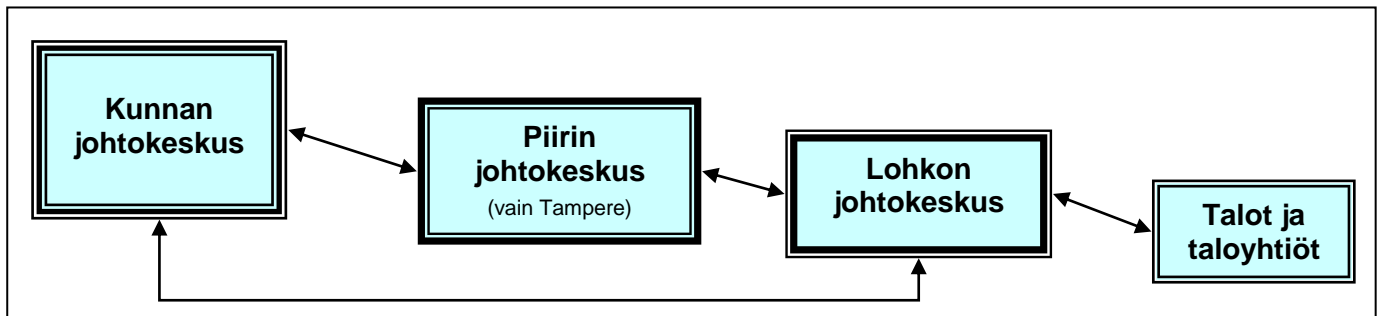 Kunnan
johtokeskus
Piirin
johtokeskus
(vain Tampere)
Lohkon
johtokeskus
Talot ja
taloyhtiöt